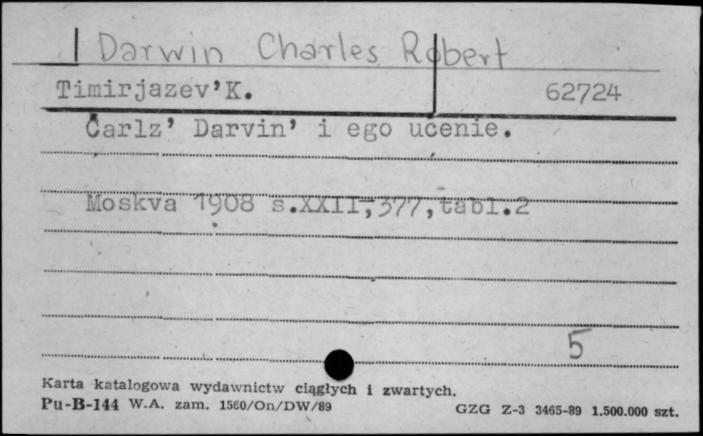 Darwin Charles Robert
Timirjazev'K. 62724
Čarlz' Darvin' i ego ucenie.
Moskva 1908 s.XXII,377,tabl.2
5
Karta katalogowa wydawnictw ciągłych i zwartych.
Pu-B-144 W.A. zam. 1560/On/DW/89 GZG Z-3 3465-89 1.500.000 szt.